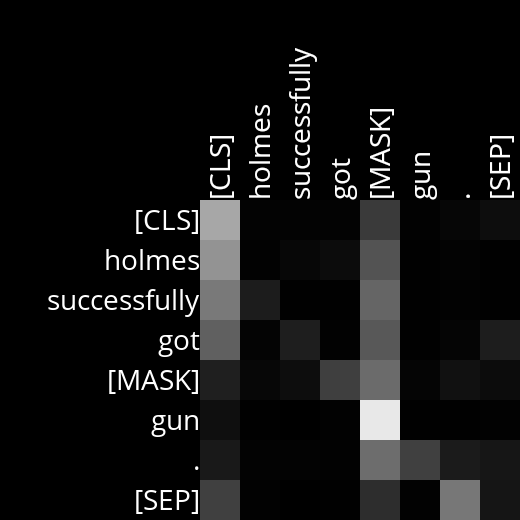 [CLS]
holmes
successfully
got
[MASK]
gun
.
[SEP]
[CLS]
holmes
successfully
got
[MASK]
gun
.
[SEP]